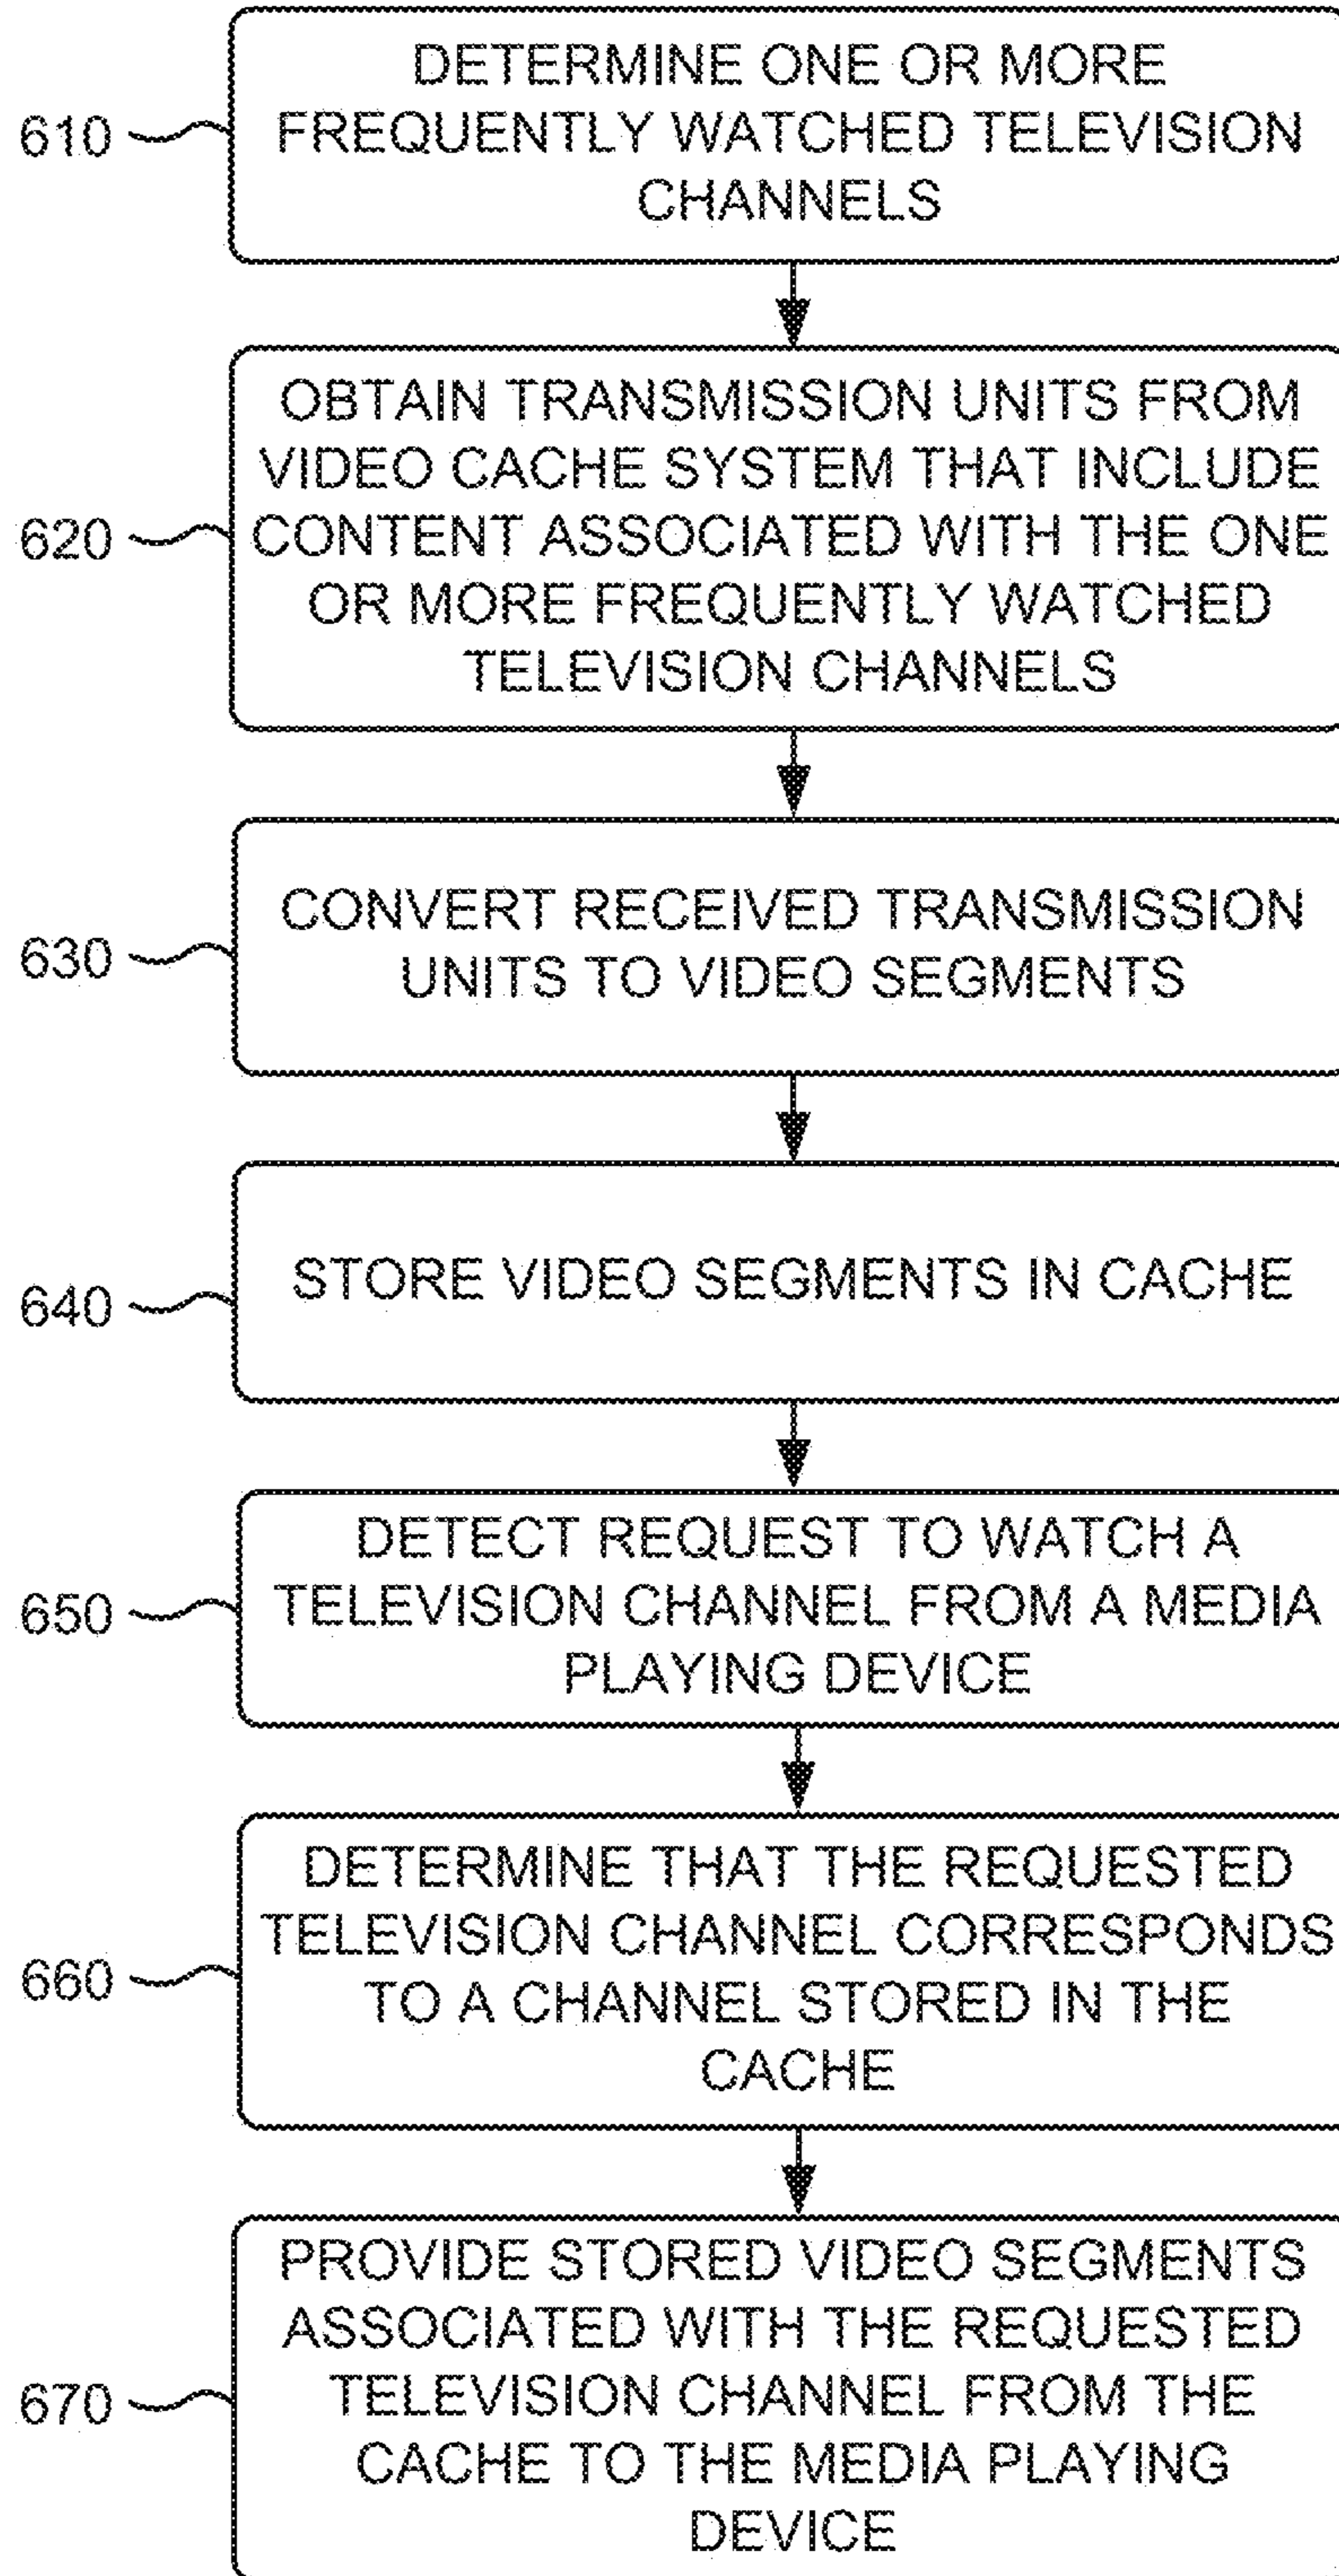 DETERMINE ONE OR MORE
610
FREQUENTLY WATCHED TELEVISION
CHANNELS
OBTAIN TRANSMISSION UNITS FROM
VIDEO CACHE SYSTEM THAT INCLUDE
620
CONTENT ASSOCIATED WITH THE ONE
OR MORE FREQUENTLY WATCHED
TELEVISION CHANNELS
CONVERT RECEIVED TRANSMISSION
630
UNITS TO VIDEO SEGMENTS
640
STORE VIDEO SEGMENTS IN CACHE
DETECT REQUEST TO WATCH A
650
TELEVISION CHANNEL FROM A MEDIA
PLAYING DEVICE
DETERMINE THAT THE REQUESTED
TELEVISION CHANNEL CORRESPONDS
660
TO A CHANNEL STORED IN THE
CACHE
PROVIDE STORED VIDEO SEGMENTS
ASSOCIATED WITH THE REQUESTED
670
TELEVISION CHANNEL FROM THE
CACHE TO THE MEDIA PLAYING
DEVICE